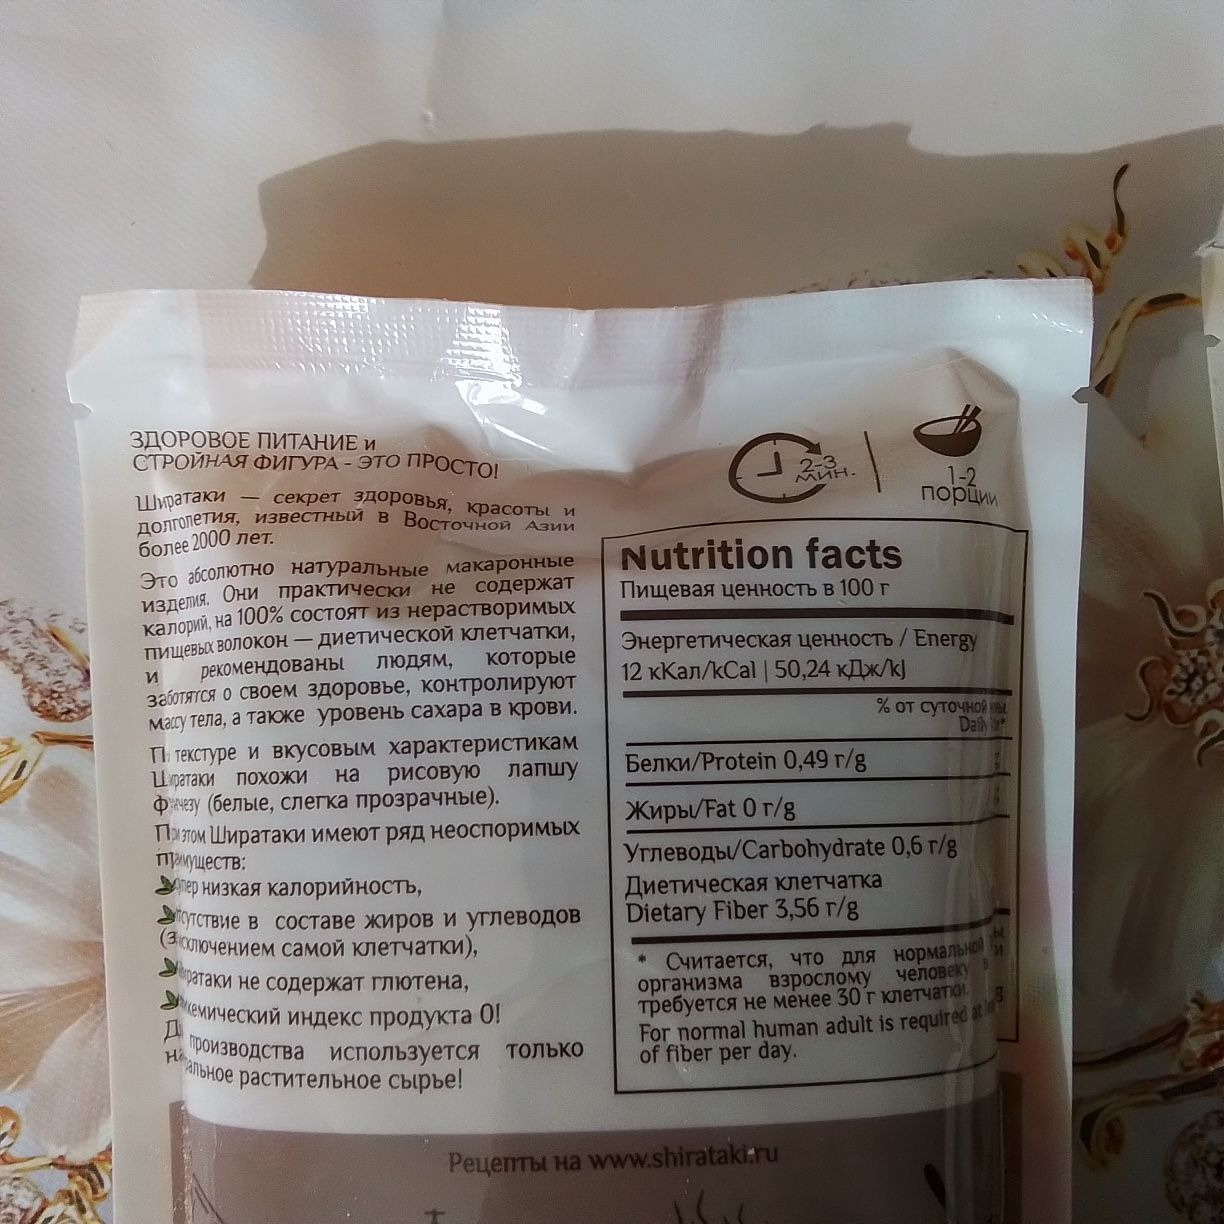 ЗДОРОВОЕ ПИТАНИЕ и
СТРОЙНАЯ ФИГУРА - ЭТО ПРОСТО!
Ширатаки — секрет здоровья, красоты и
долголетия, известный в Восточной Азии
более 2000 лет.
Это абсолютно натуральные макаронные
изделия. Они практически не содержат
калорий, на 100% состоят из нерастворимых
пищевых волокон — диетической клетчатки,
и рекомендованы людям, которые
заботятся о своем здоровье, контролируют
массу тела, а также уровень сахара в крови.
текстуре и вкусовым характеристикам
Ширатаки похожи на рисовую лапшу
(белые, слегка прозрачные).
При этом Ширатаки имеют ряд неоспоримых
преимуществ:
низкая калорийность,
отсутствие в составе жиров и углеводов
исключением самой клетчатки),
Ширатаки не содержат глютена,
индекс продукта 0!
производства используется только
растительное сырье!
2-3
МИН.
1-2
порции
Nutrition facts
Пищевая ценность в 100 г
Энергетическая ценность / Energy
12 кКал/kCal | 50,24 кДж/kJ
% от суточной
Daily
Белки/Protein 0,49 г/g
Жиры/Fat 0 г/g
Углеводы/Carbohydrate 0,6 г/g
Диетическая клетчатка
Dietary Fiber 3,56 г/g
* Считается, что для нормальной
организма взрослому человеку в
требуется не менее 30 г клетчатки.
For normal human adult is required at
of fiber per day.
Рецепты на www.shirataki.ru